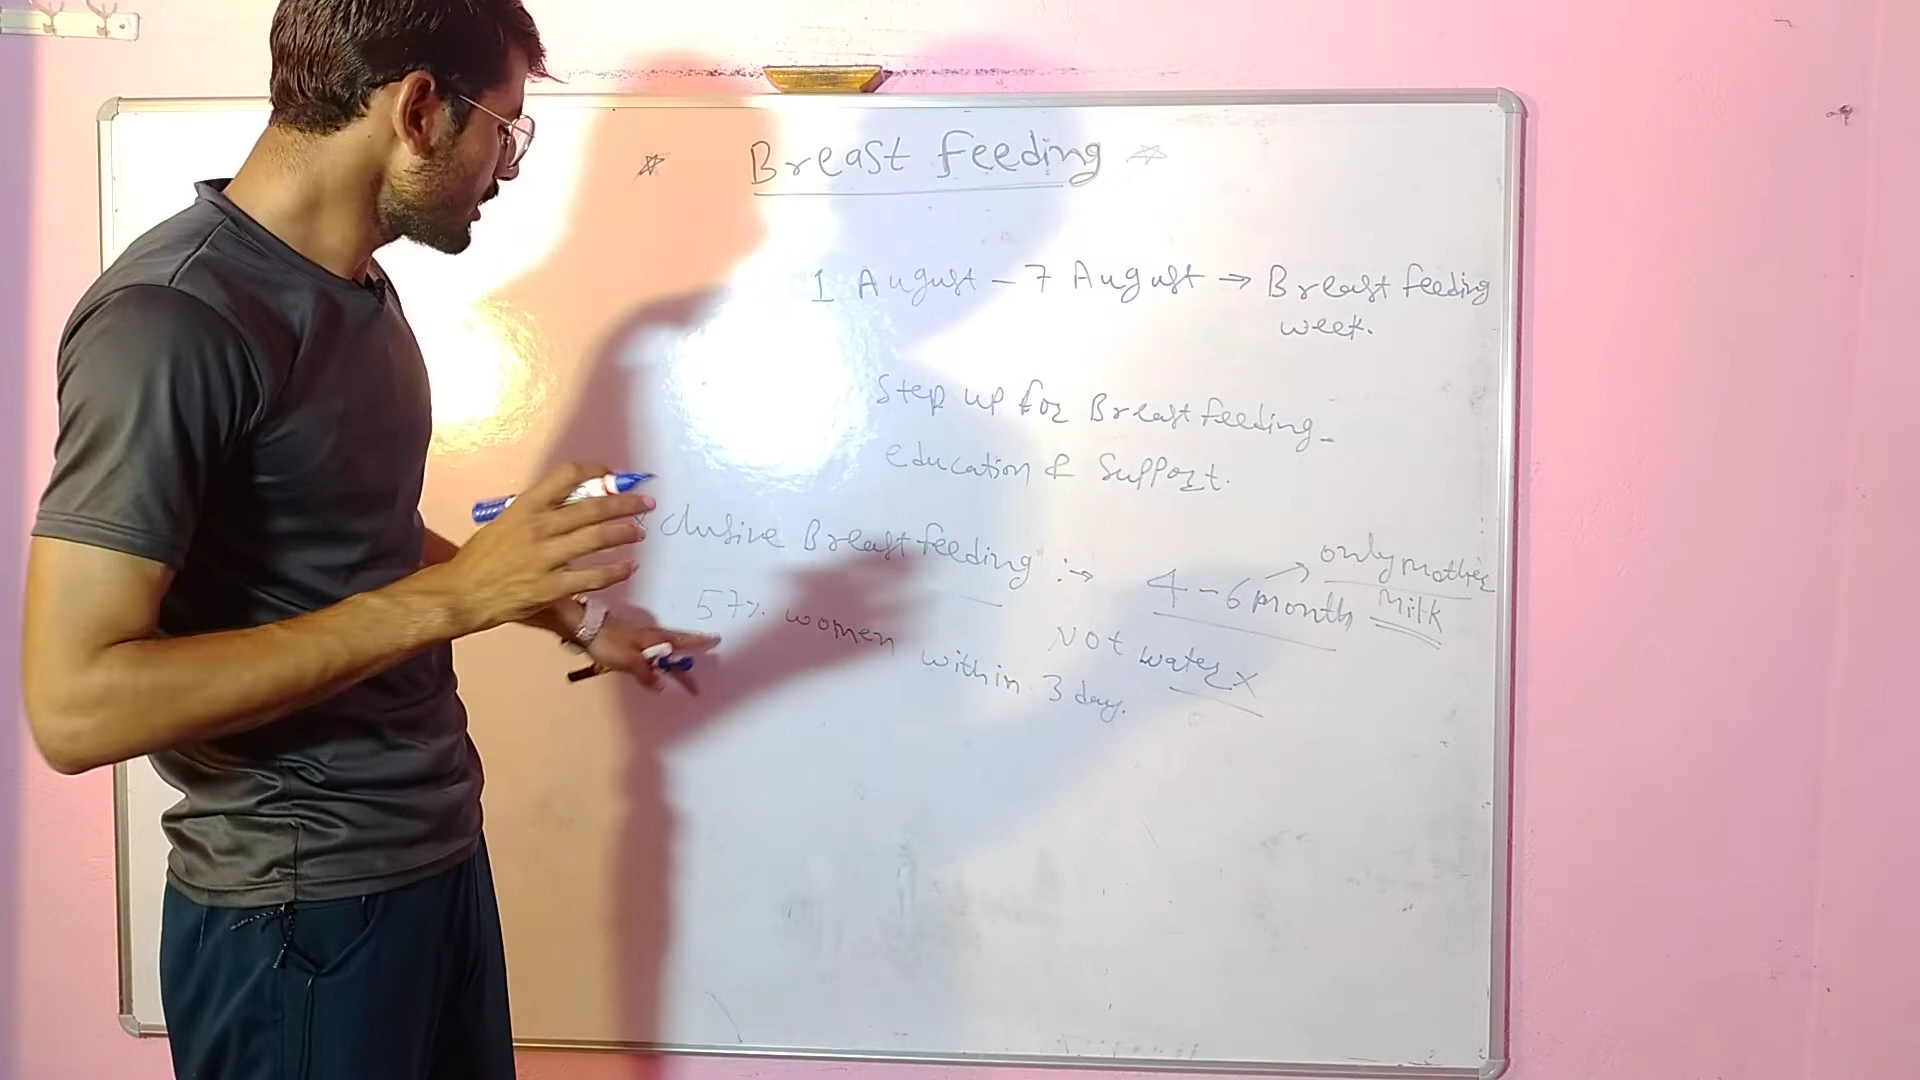 Breast feeding
1 August - 7 August → Breast feeding
week.
Step up for Breast feeding -
education & Support.
xclusive Breast feeding :→ 4-6 month → only mother
Milk
Not water x
57% women within 3 day.